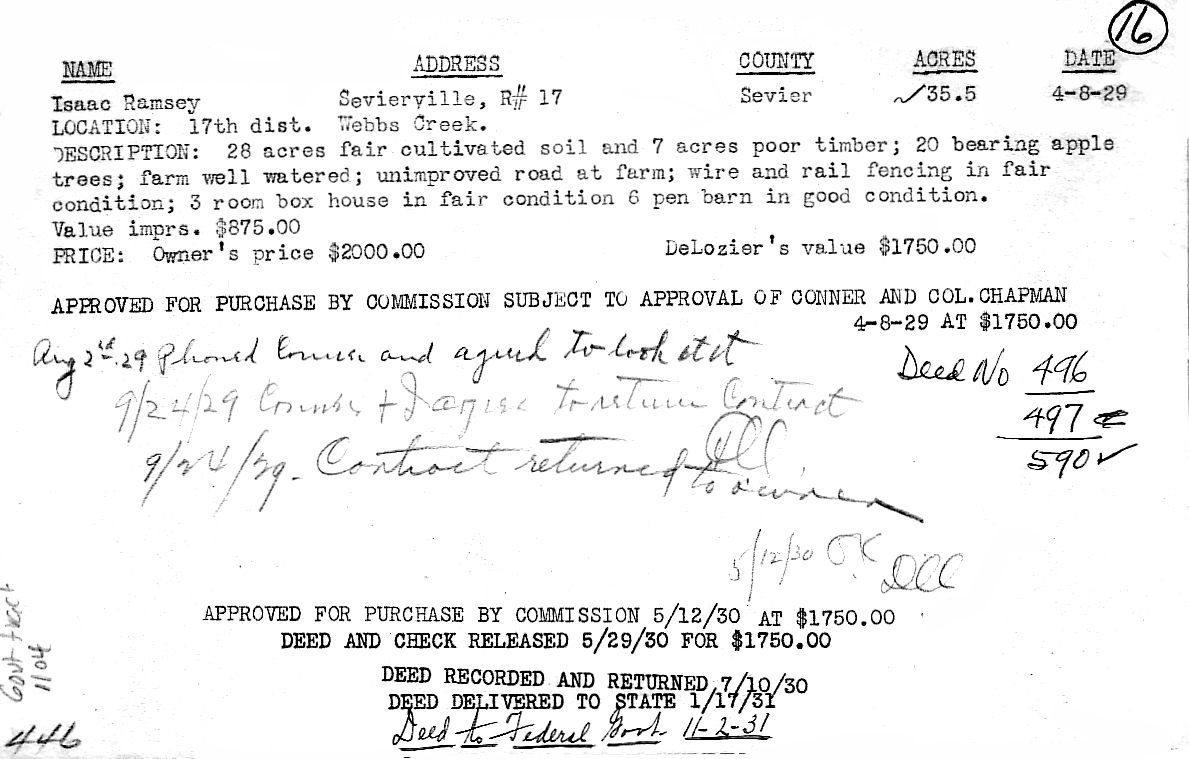 16
NAME ADDRESS COUNTY ACRES DATE
Isaac Ramsey Sevierville, R# 17 Sevier ✓35.5 4-8-29
LOCATION: 17th dist. Webbs Creek.
DESCRIPTION: 28 acres fair cultivated soil and 7 acres poor timber; 20 bearing apple
trees; farm well watered; unimproved road at farm; wire and rail fencing in fair
condition; 3 room box house in fair condition 6 pen barn in good condition.
Value imprs. $875.00
PRICE: Owner's price $2000.00 DeLozier's value $1750.00
APPROVED FOR PURCHASE BY COMMISSION SUBJECT TO APPROVAL OF CONNER AND COL.CHAPMAN
4-8-29 AT $1750.00
Aug 2nd.29 Phoned Conner and agreed to look at it
Deed No 496
9/24/29 Conner + I agree to return Contract
497
9/24/29. Contract returned to owner
590✓
5/12/30 OK
APPROVED FOR PURCHASE BY COMMISSION 5/12/30 AT $1750.00
DEED AND CHECK RELEASED 5/29/30 FOR $1750.00
DEED RECORDED AND RETURNED 7/10/30
DEED DELIVERED TO STATE 1/17/31
Deed to Federal Govt 11-2-31
Govt tract
1104
446